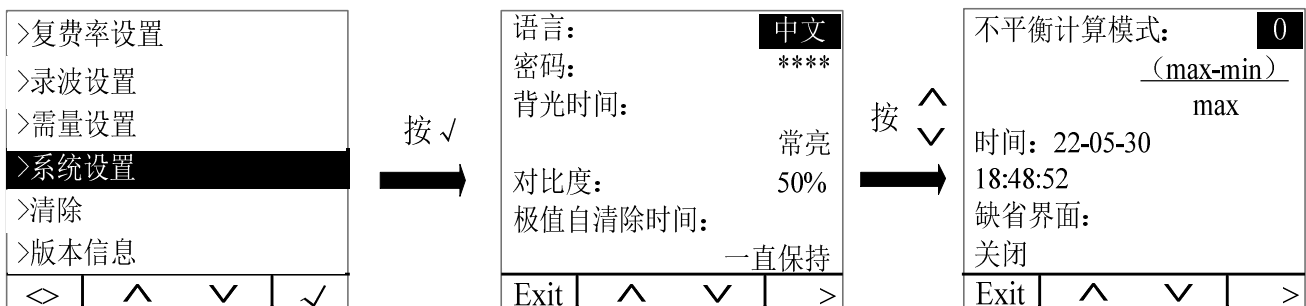 >复费率设置
>录波设置
>需量设置
>系统设置
>清除
>版本信息
<> ∧ ∨ √
按√
语言： 中文
密码： ****
背光时间：
常亮
对比度： 50%
极值自清除时间：
一直保持
Exit ∧ ∨ >
按 ∧ ∨
不平衡计算模式： 0
（max-min）
max
时间：22-05-30
18:48:52
缺省界面：
关闭
Exit ∧ ∨ >